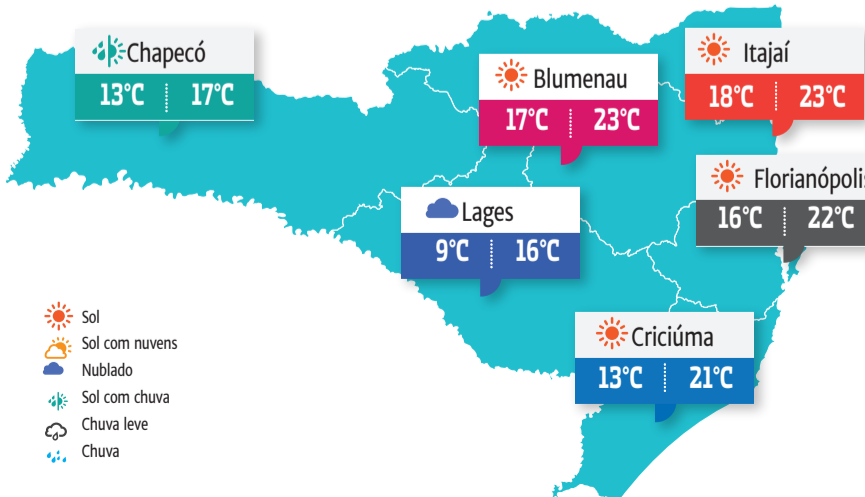 Chapecó
13°C 17°C
Blumenau
17°C 23°C
Itajaí
18°C 23°C
Florianópolis
16°C 22°C
Lages
9°C 16°C
Criciúma
13°C 21°C
Sol
Sol com nuvens
Nublado
Sol com chuva
Chuva leve
Chuva